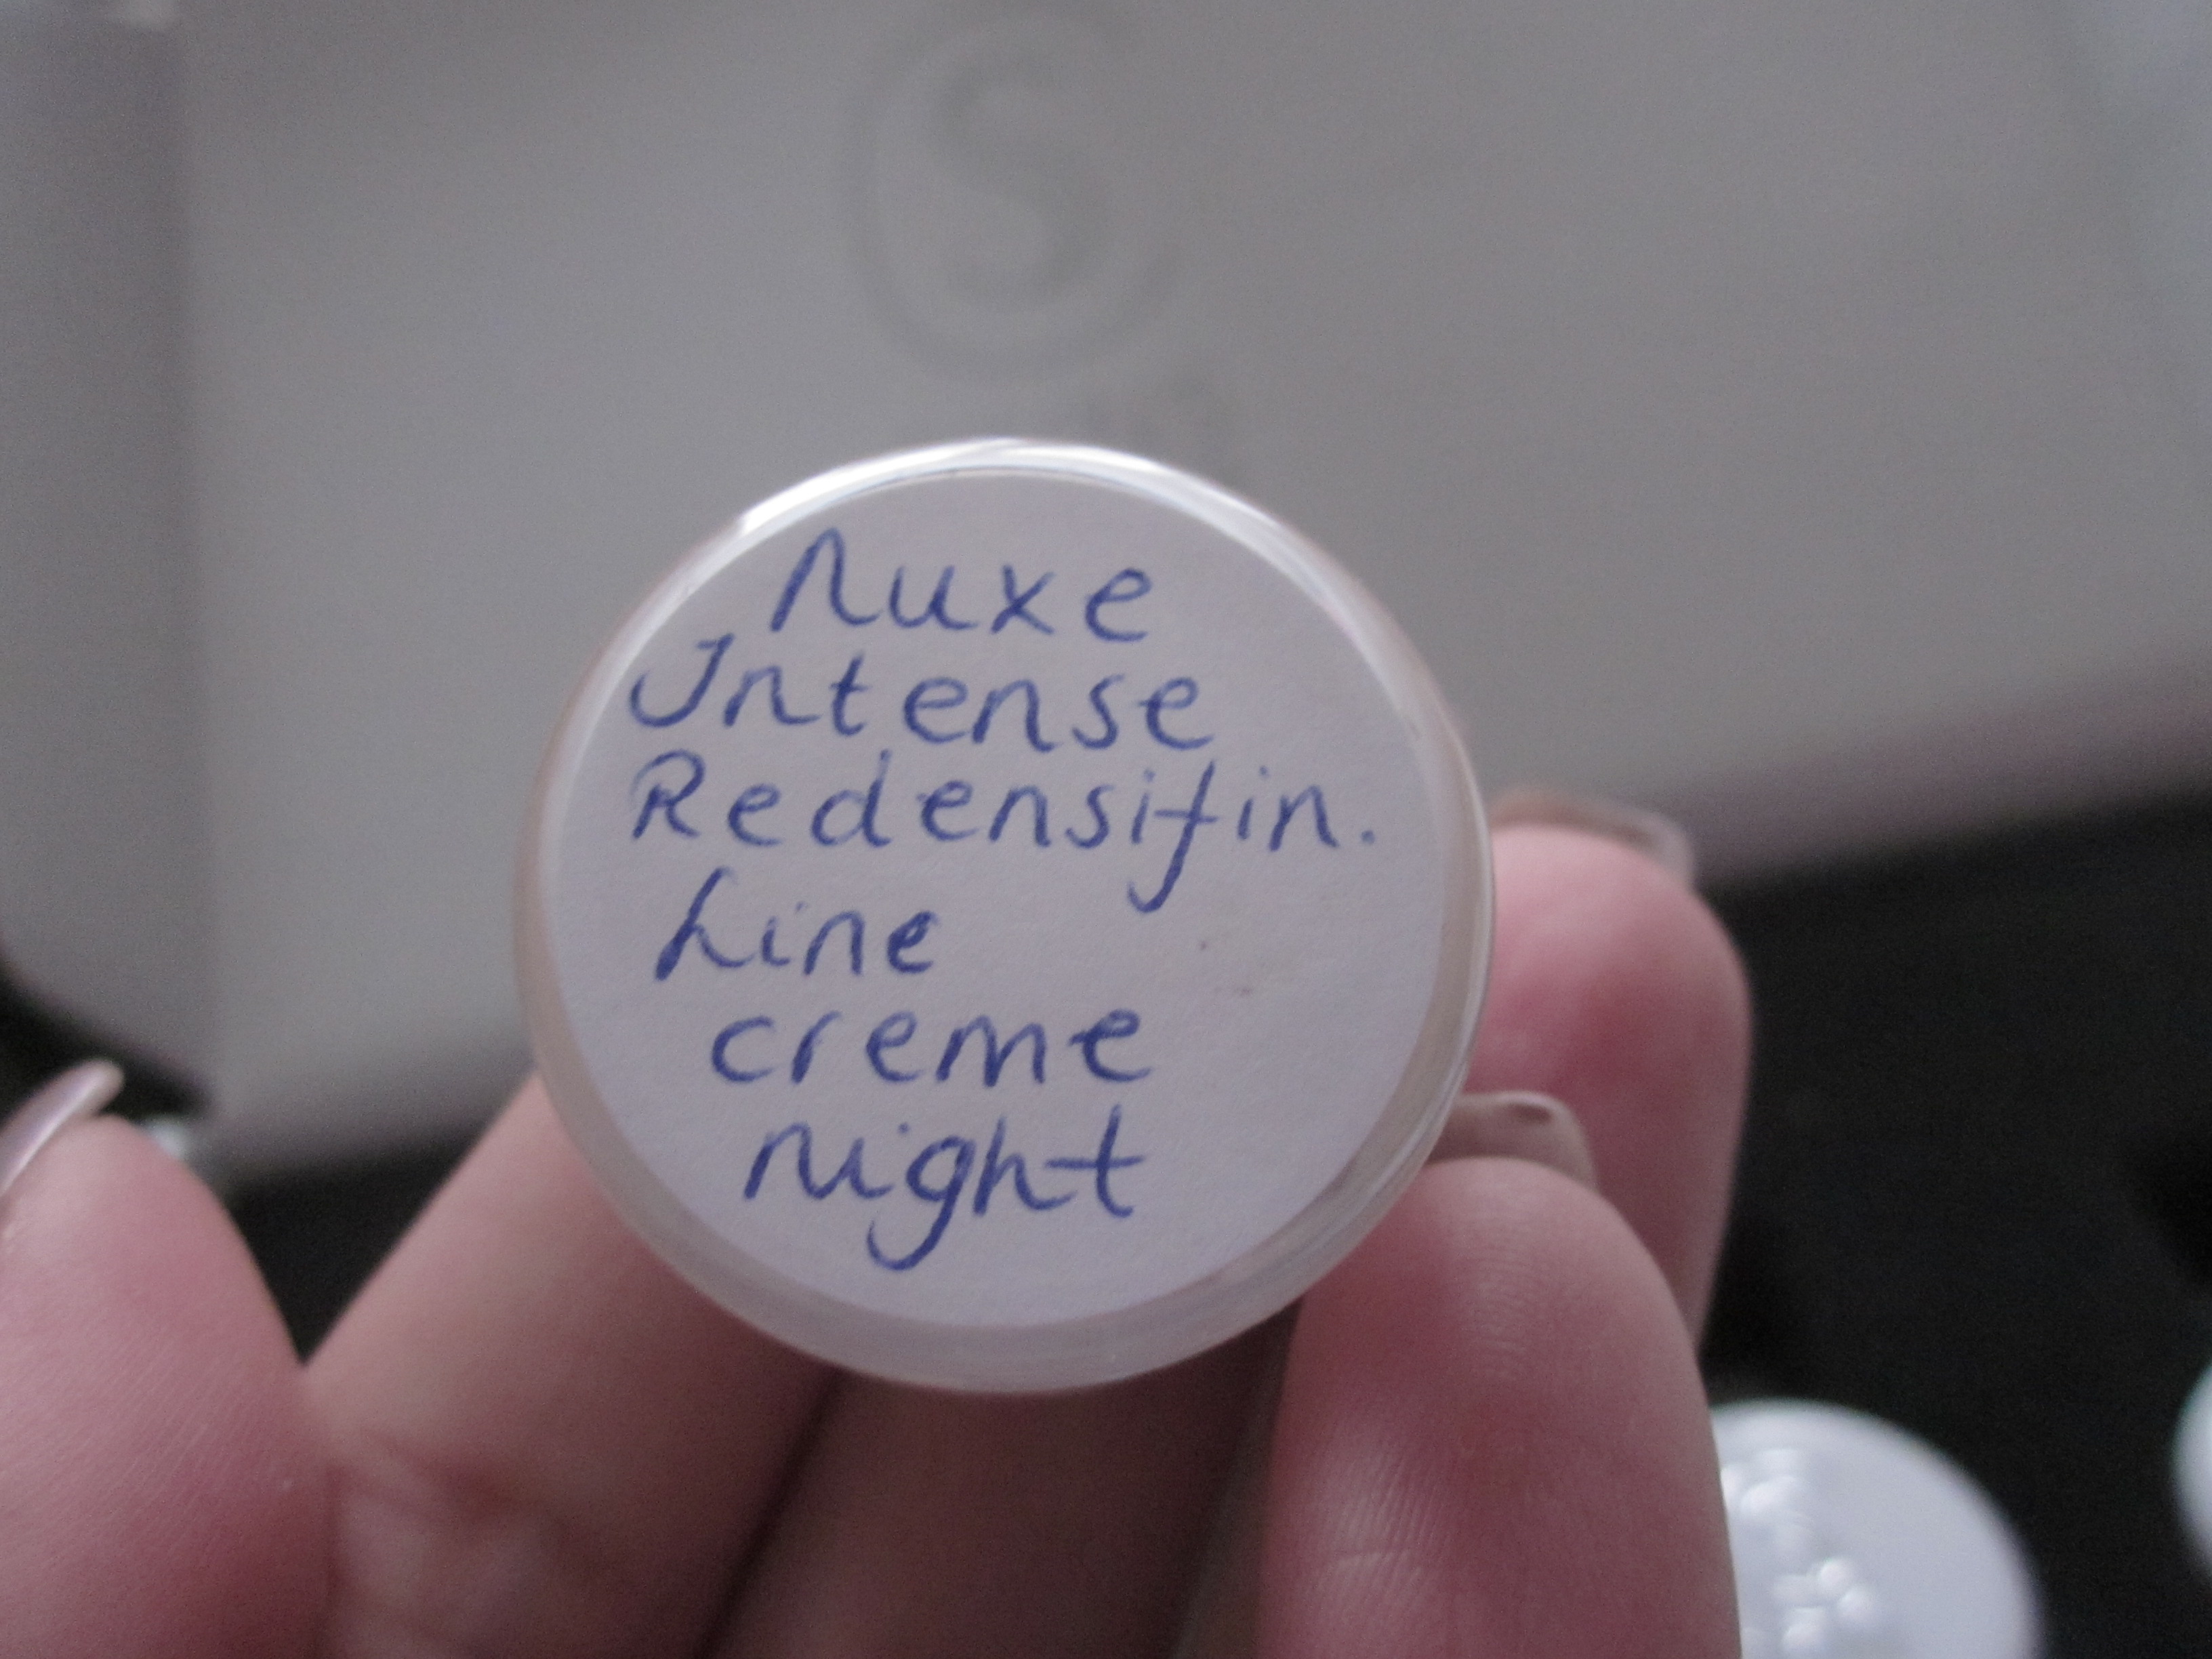 Nuxe
Intense
Redensifin.
Line
creme
night
S